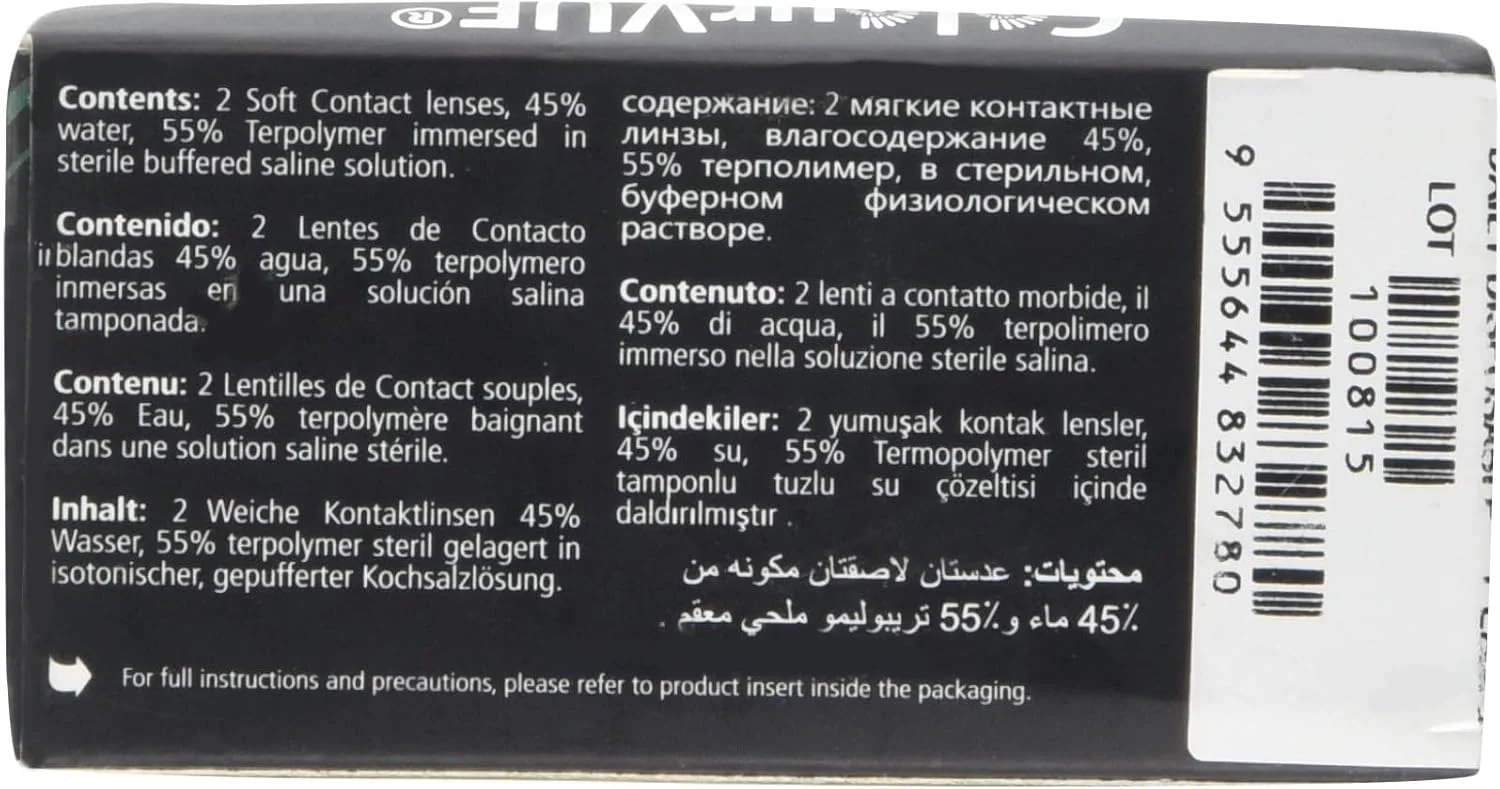 ColourVUE®
Contents: 2 Soft Contact lenses, 45%
water, 55% Terpolymer immersed in
sterile buffered saline solution.
Contenido: 2 Lentes de Contacto
blandas 45% agua, 55% terpolymero
inmersas en una solución salina
tamponada.
Contenu: 2 Lentilles de Contact souples,
45% Eau, 55% terpolymère baignant
dans une solution saline stérile.
Inhalt: 2 Weiche Kontaktlinsen 45%
Wasser, 55% terpolymer steril gelagert in
isotonischer, gepufferter Kochsalzlösung.
содержание: 2 мягкие контактные
линзы, влагосодержание 45%,
55% терполимер, в стерильном,
буферном физиологическом
растворе.
Contenuto: 2 lenti a contatto morbide, il
45% di acqua, il 55% terpolimero
immerso nella soluzione sterile salina.
Içindekiler: 2 yumuşak kontak lensler,
45% su, 55% Termopolymer steril
tamponlu tuzlu su çözeltisi içinde
daldırılmıştır .
محتويات: عدستان لاصقتان مكونه من
45٪ ماء و55٪ تريبوليمو ملحي معقم .
For full instructions and precautions, please refer to product insert inside the packaging.
LOT
100815
9 555644 832780